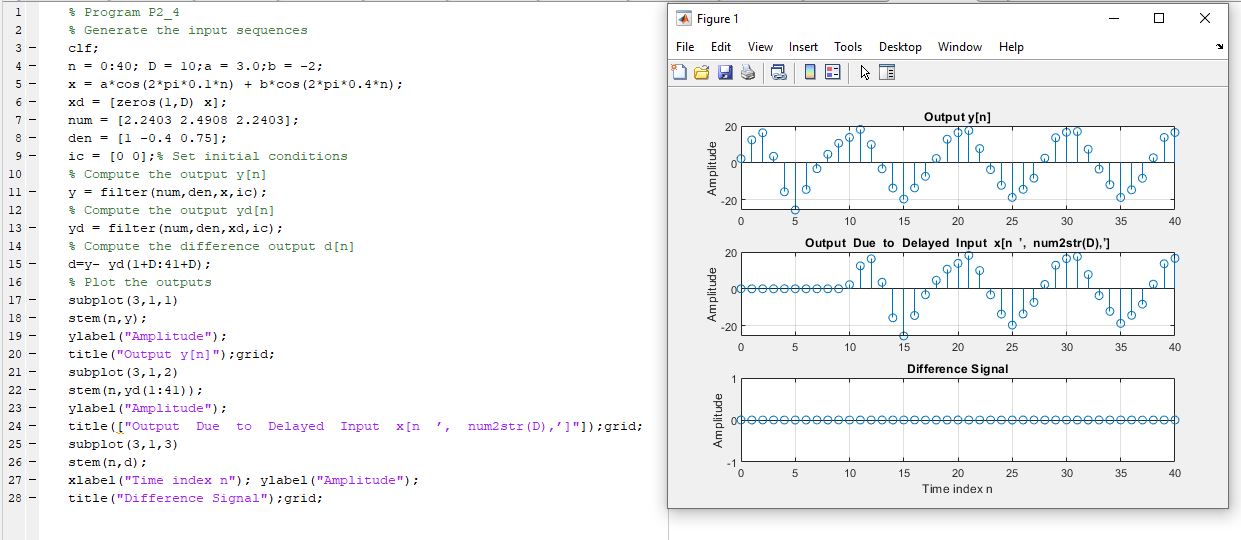 1 % Program P2_4
2 % Generate the input sequences
3 – clf;
4 – n = 0:40; D = 10;a = 3.0;b = -2;
5 – x = a*cos(2*pi*0.1*n) + b*cos(2*pi*0.4*n);
6 – xd = [zeros(1,D) x];
7 – num = [2.2403 2.4908 2.2403];
8 – den = [1 -0.4 0.75];
9 – ic = [0 0];% Set initial conditions
10 % Compute the output y[n]
11 – y = filter(num,den,x,ic);
12 % Compute the output yd[n]
13 – yd = filter(num,den,xd,ic);
14 % Compute the difference output d[n]
15 – d=y- yd(1+D:41+D);
16 % Plot the outputs
17 – subplot(3,1,1)
18 – stem(n,y);
19 – ylabel("Amplitude");
20 – title("Output y[n]");grid;
21 – subplot(3,1,2)
22 – stem(n,yd(1:41));
23 – ylabel("Amplitude");
24 – title(["Output Due to Delayed Input x[n ’, num2str(D),’]"]);grid;
25 – subplot(3,1,3)
26 – stem(n,d);
27 – xlabel("Time index n"); ylabel("Amplitude");
28 – title("Difference Signal");grid;
Figure 1
File Edit View Insert Tools Desktop Window Help
Output y[n]
Amplitude
20
0
-20
0 5 10 15 20 25 30 35 40
Output Due to Delayed Input x[n ’, num2str(D),’]
Amplitude
20
0
-20
0 5 10 15 20 25 30 35 40
Difference Signal
Amplitude
1
0
-1
0 5 10 15 20 25 30 35 40
Time index n